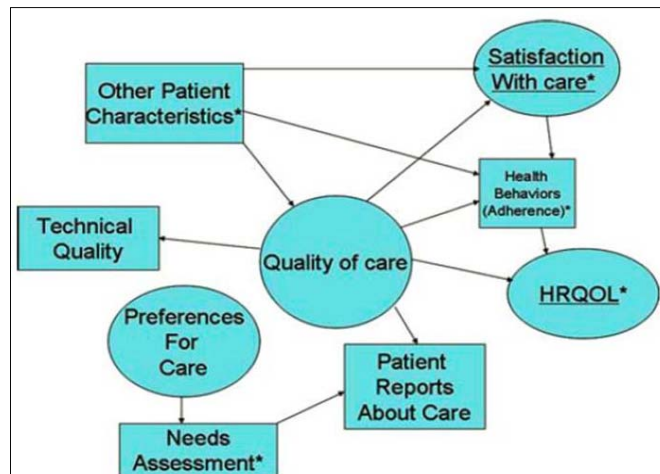 Satisfaction
With care*
Other Patient
Characteristics*
Health
Behaviors
(Adherence)*
Technical
Quality
Quality of care
HRQOL*
Preferences
For
Care
Patient
Reports
About Care
Needs
Assessment*